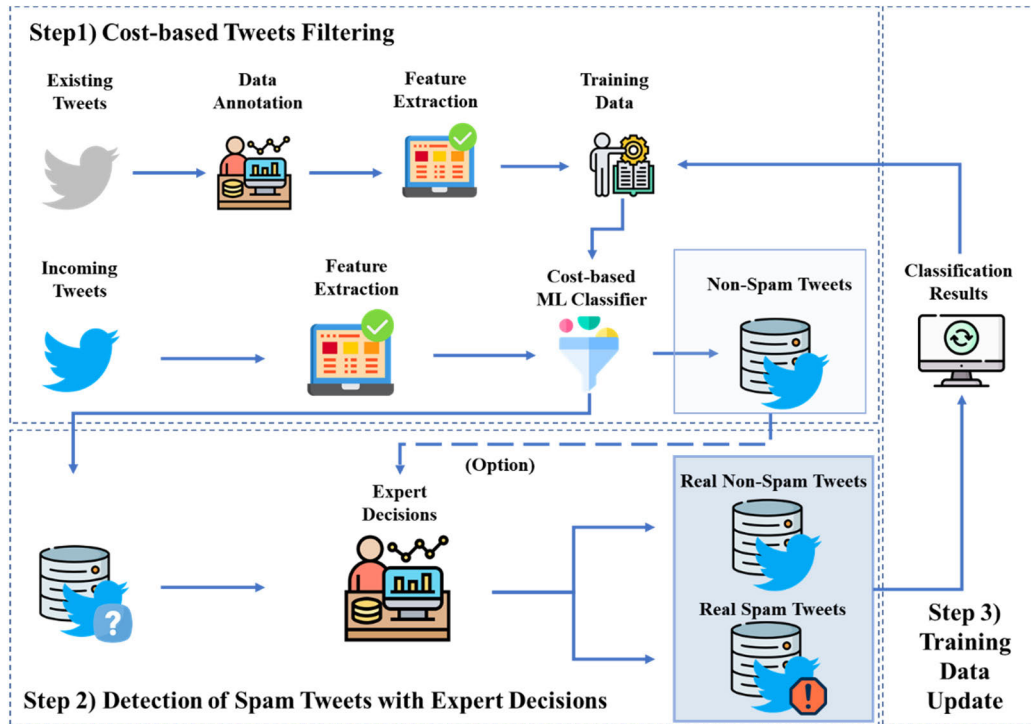 Step1) Cost-based Tweets Filtering
Existing
Tweets
Data
Annotation
Feature
Extraction
Training
Data
Incoming
Tweets
Feature
Extraction
Cost-based
ML Classifier
Non-Spam Tweets
Classification
Results
(Option)
Expert
Decisions
Real Non-Spam Tweets
?
Real Spam Tweets
!
Step 2) Detection of Spam Tweets with Expert Decisions
Step 3)
Training
Data
Update